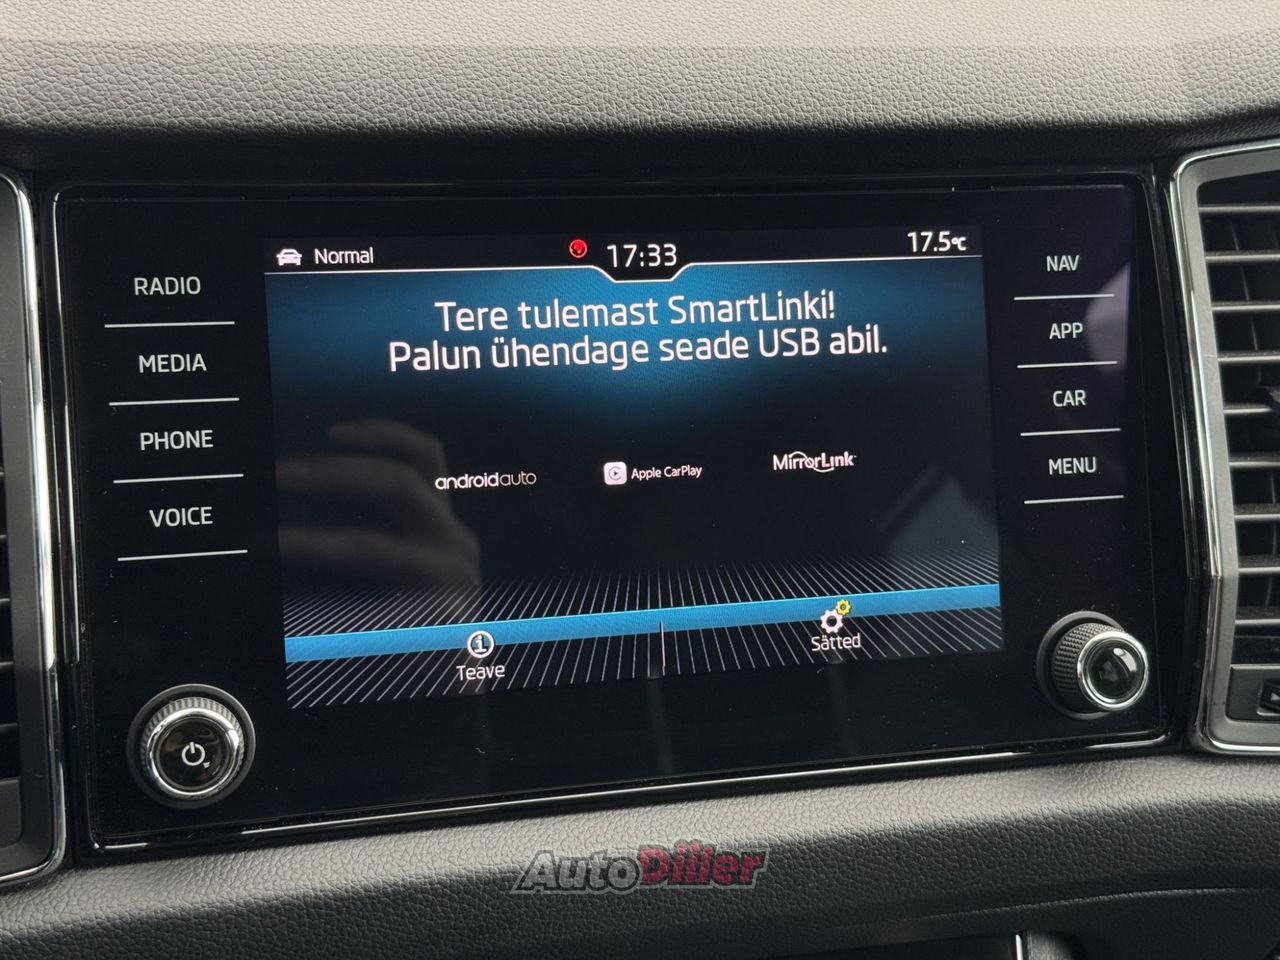 Normal
17:33
17.5°C
RADIO
MEDIA
PHONE
VOICE
Tere tulemast SmartLinki!
Palun ühendage seade USB abil.
androidauto
Apple CarPlay
MirrorLink
Teave
Sätted
NAV
APP
CAR
MENU
AutoDiller